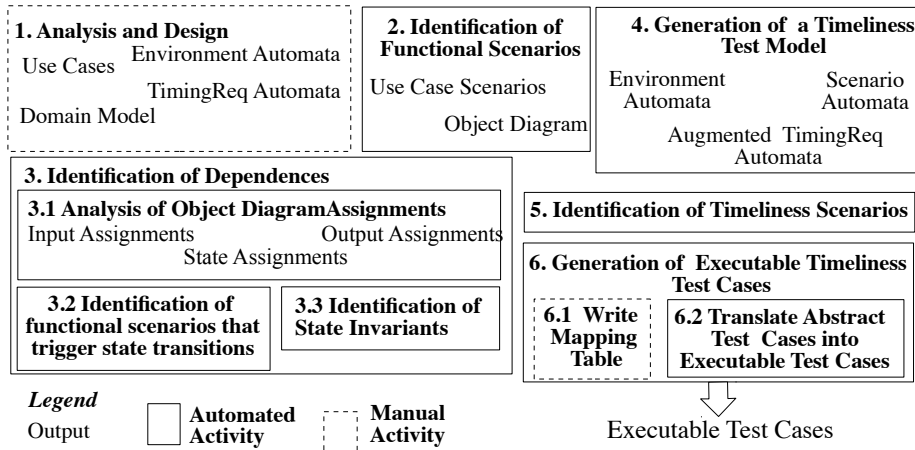 1. Analysis and Design
Environment Automata
Use Cases
TimingReq Automata
Domain Model
2. Identification of
Functional Scenarios
Use Case Scenarios
Object Diagram
4. Generation of a Timeliness
Test Model
Environment
Automata
Scenario
Automata
Augmented TimingReq
Automata
3. Identification of Dependences
3.1 Analysis of Object DiagramAssignments
Input Assignments
Output Assignments
State Assignments
3.2 Identification of
functional scenarios that
trigger state transitions
3.3 Identification of
State Invariants
5. Identification of Timeliness Scenarios
6. Generation of Executable Timeliness
Test Cases
6.1 Write
Mapping
Table
6.2 Translate Abstract
Test Cases into
Executable Test Cases
Executable Test Cases
Legend
Output
Automated
Activity
Manual
Activity